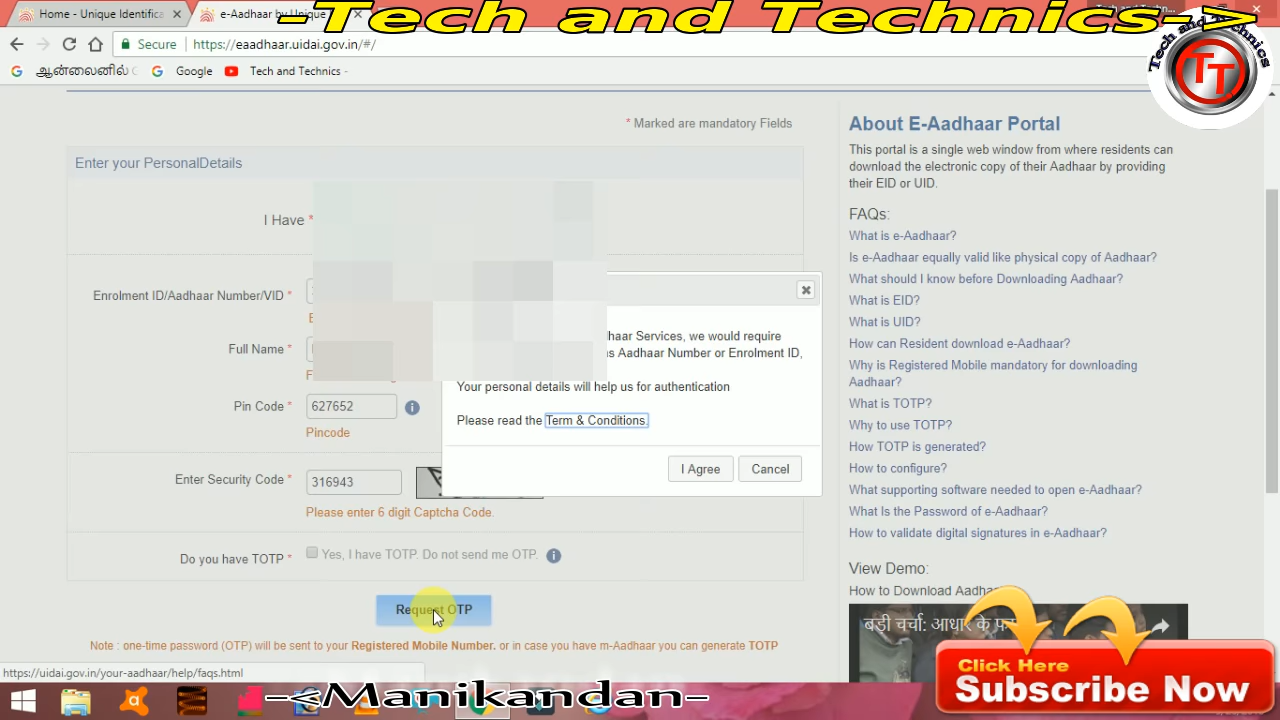 Home - Unique Identifica
e-Aadhaar by Unique
Tech and Techn...
-=Tech and Technics-=>
Secure
https://eaadhaar.uidai.gov.in/#/
Tech and Technics
TT
ஆன்லைனில்
Google
Tech and Technics -
* Marked are mandatory Fields
Enter your PersonalDetails
I Have *
Enrolment ID/Aadhaar Number/VID *
Full Name *
Pin Code *
627652
Pincode
Enter Security Code *
316943
Please enter 6 digit Captcha Code.
Do you have TOTP *
Yes, I have TOTP. Do not send me OTP.
Request OTP
Note : one-time password (OTP) will be sent to your Registered Mobile Number. or in case you have m-Aadhaar you can generate TOTP
haar Services, we would require
s Aadhaar Number or Enrolment ID,
Your personal details will help us for authentication
Please read the Term & Conditions.
I Agree
Cancel
About E-Aadhaar Portal
This portal is a single web window from where residents can
download the electronic copy of their Aadhaar by providing
their EID or UID.
FAQs:
What is e-Aadhaar?
Is e-Aadhaar equally valid like physical copy of Aadhaar?
What should I know before Downloading Aadhaar?
What is EID?
What is UID?
How can Resident download e-Aadhaar?
Why is Registered Mobile mandatory for downloading
Aadhaar?
What is TOTP?
Why to use TOTP?
How TOTP is generated?
How to configure?
What supporting software needed to open e-Aadhaar?
What Is the Password of e-Aadhaar?
How to validate digital signatures in e-Aadhaar?
View Demo:
How to Download Aadhaa
बड़ी चर्चा: आधार के
Click Here
Subscribe Now
https://uidai.gov.in/your-aadhaar/help/faqs.html
-=<Manikandan-